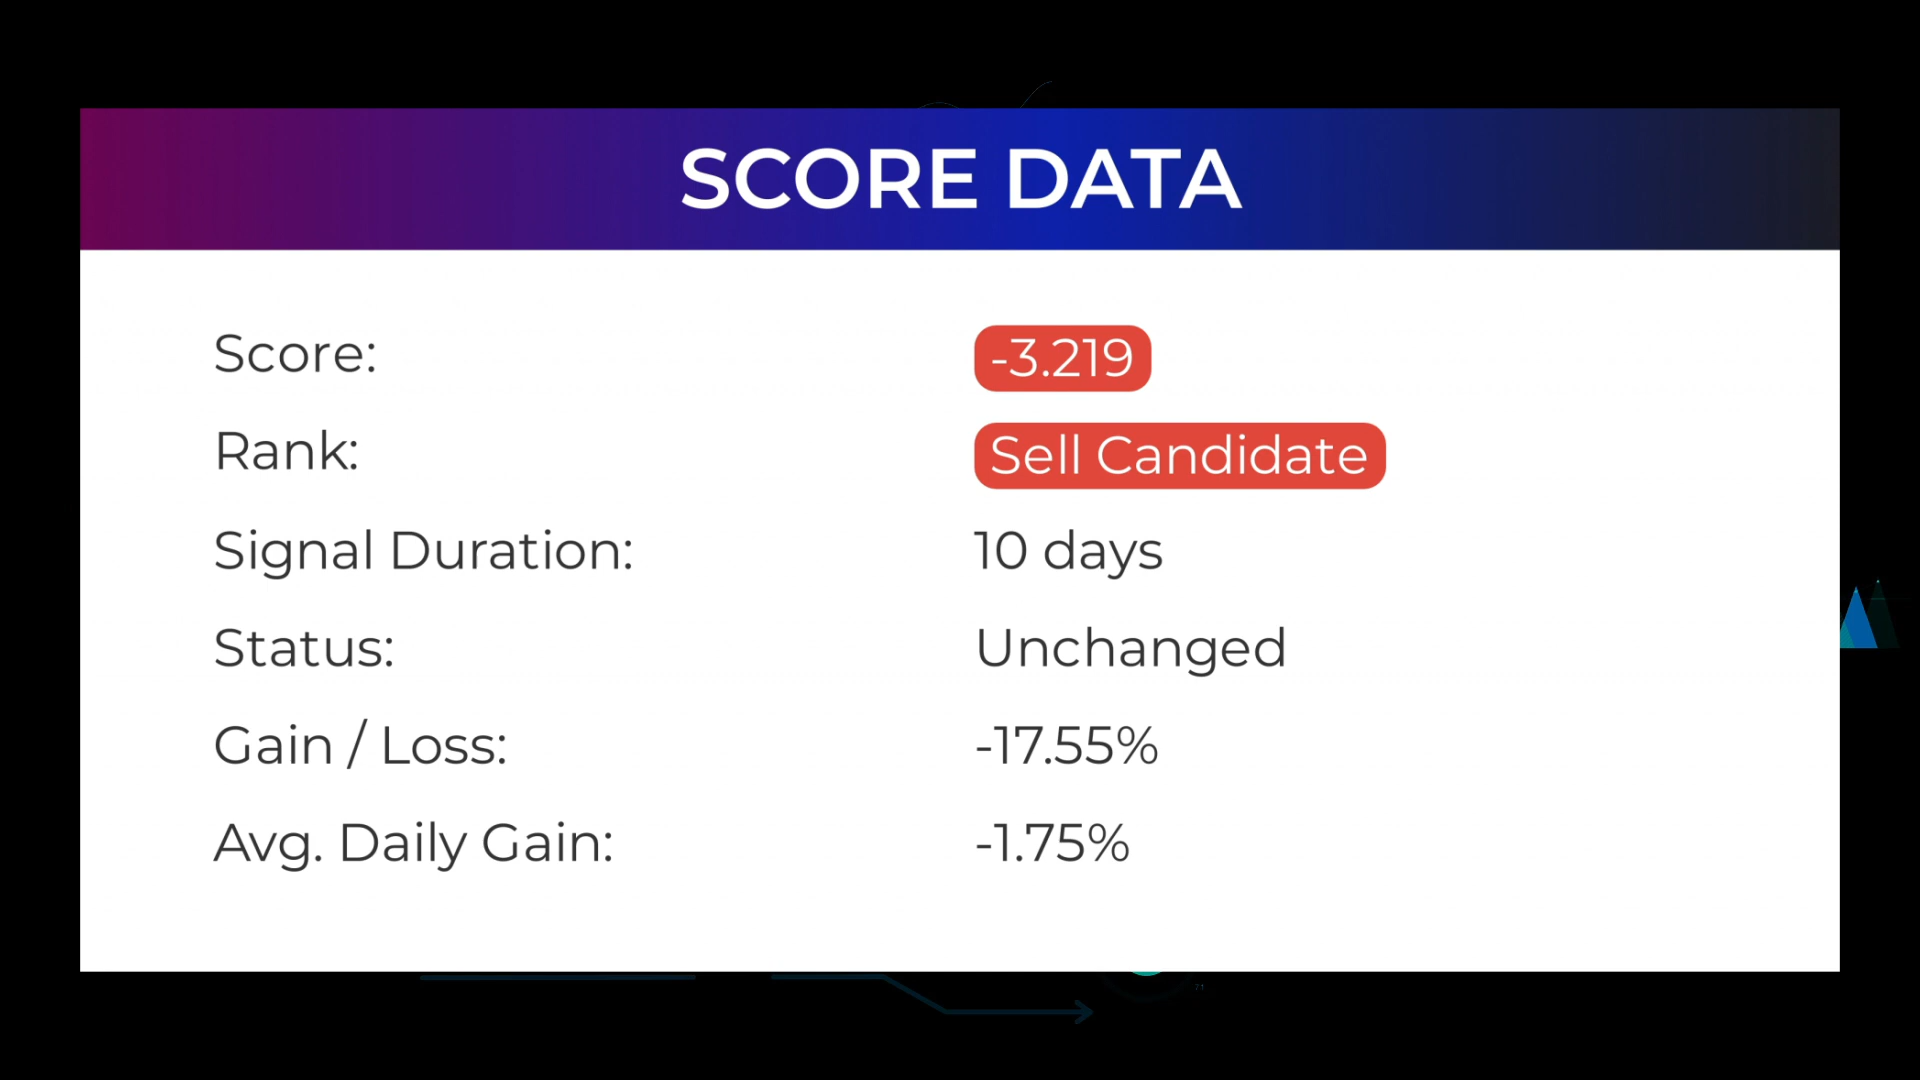 SCORE DATA
Score: -3.219
Rank: Sell Candidate
Signal Duration: 10 days
Status: Unchanged
Gain / Loss: -17.55%
Avg. Daily Gain: -1.75%